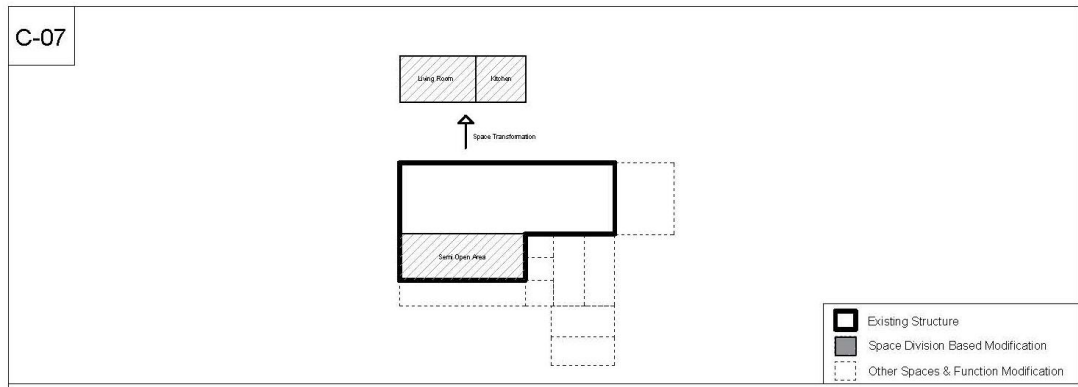 C-07
Living Room
Kitchen
Space Transformation
Semi Open Area
Existing Structure
Space Division Based Modification
Other Spaces & Function Modification